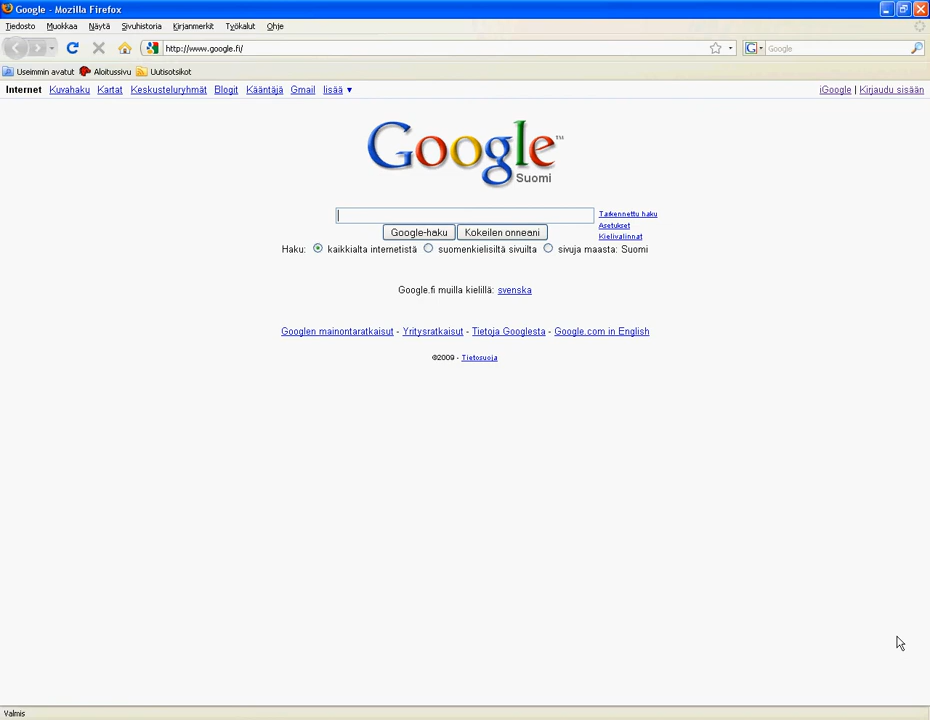 Google - Mozilla Firefox
Tiedosto Muokkaa Näytä Sivuhistoria Kirjanmerkit Työkalut Ohje
http://www.google.fi/ Google
Useimmin avatut Aloitussivu Uutisotsikot
Internet Kuvahaku Kartat Keskusteluryhmät Blogit Kääntäjä Gmail lisää ▼ iGoogle | Kirjaudu sisään
Google™
Suomi
Tarkennettu haku
Asetukset
Google-haku Kokeilen onneani Kielivalinnat
Haku: kaikkialta internetistä suomenkielisiltä sivuilta sivuja maasta: Suomi
Google.fi muilla kielillä: svenska
Googlen mainontaratkaisut - Yritysratkaisut - Tietoja Googlesta - Google.com in English
©2009 - Tietosuoja
Valmis